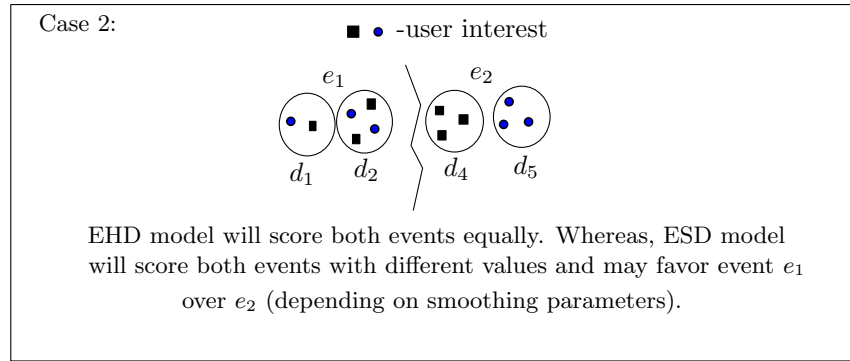 Case 2:
-user interest
e1 e2
d1 d2 d4 d5
EHD model will score both events equally. Whereas, ESD model
will score both events with different values and may favor event e1
over e2 (depending on smoothing parameters).